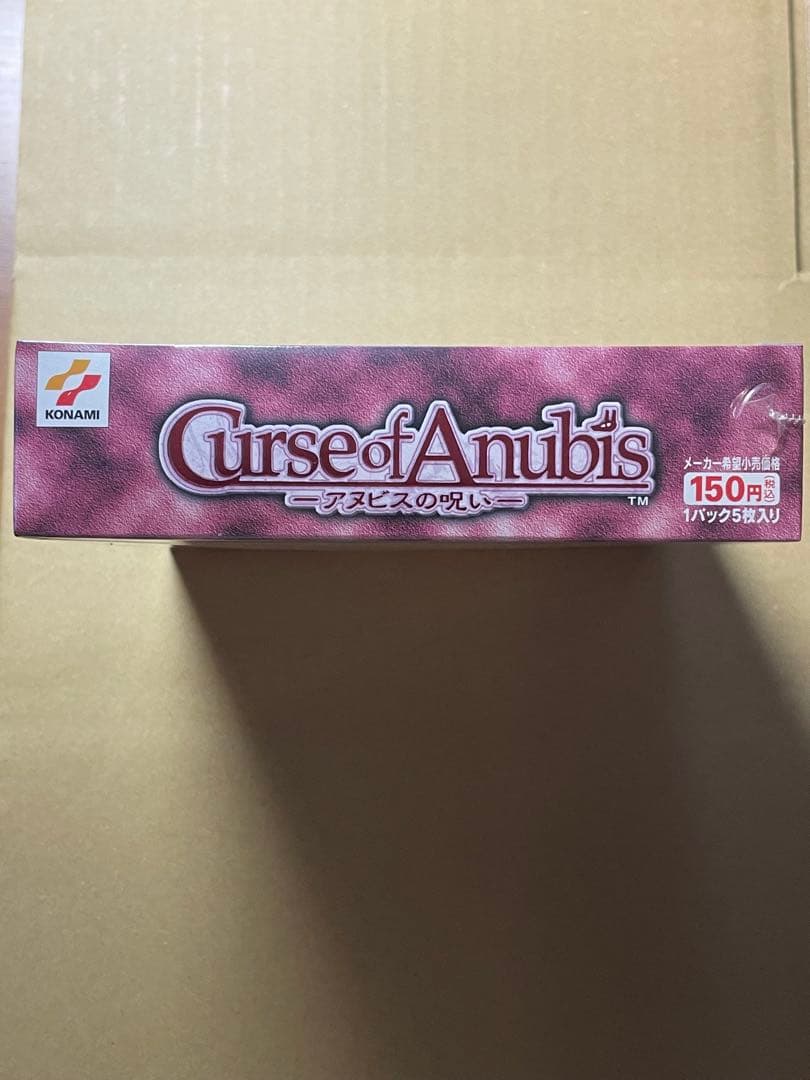 KONAMI
Curse of Anubis
―アヌビスの呪い―
TM
メーカー希望小売価格
150円税込
1パック5枚入り